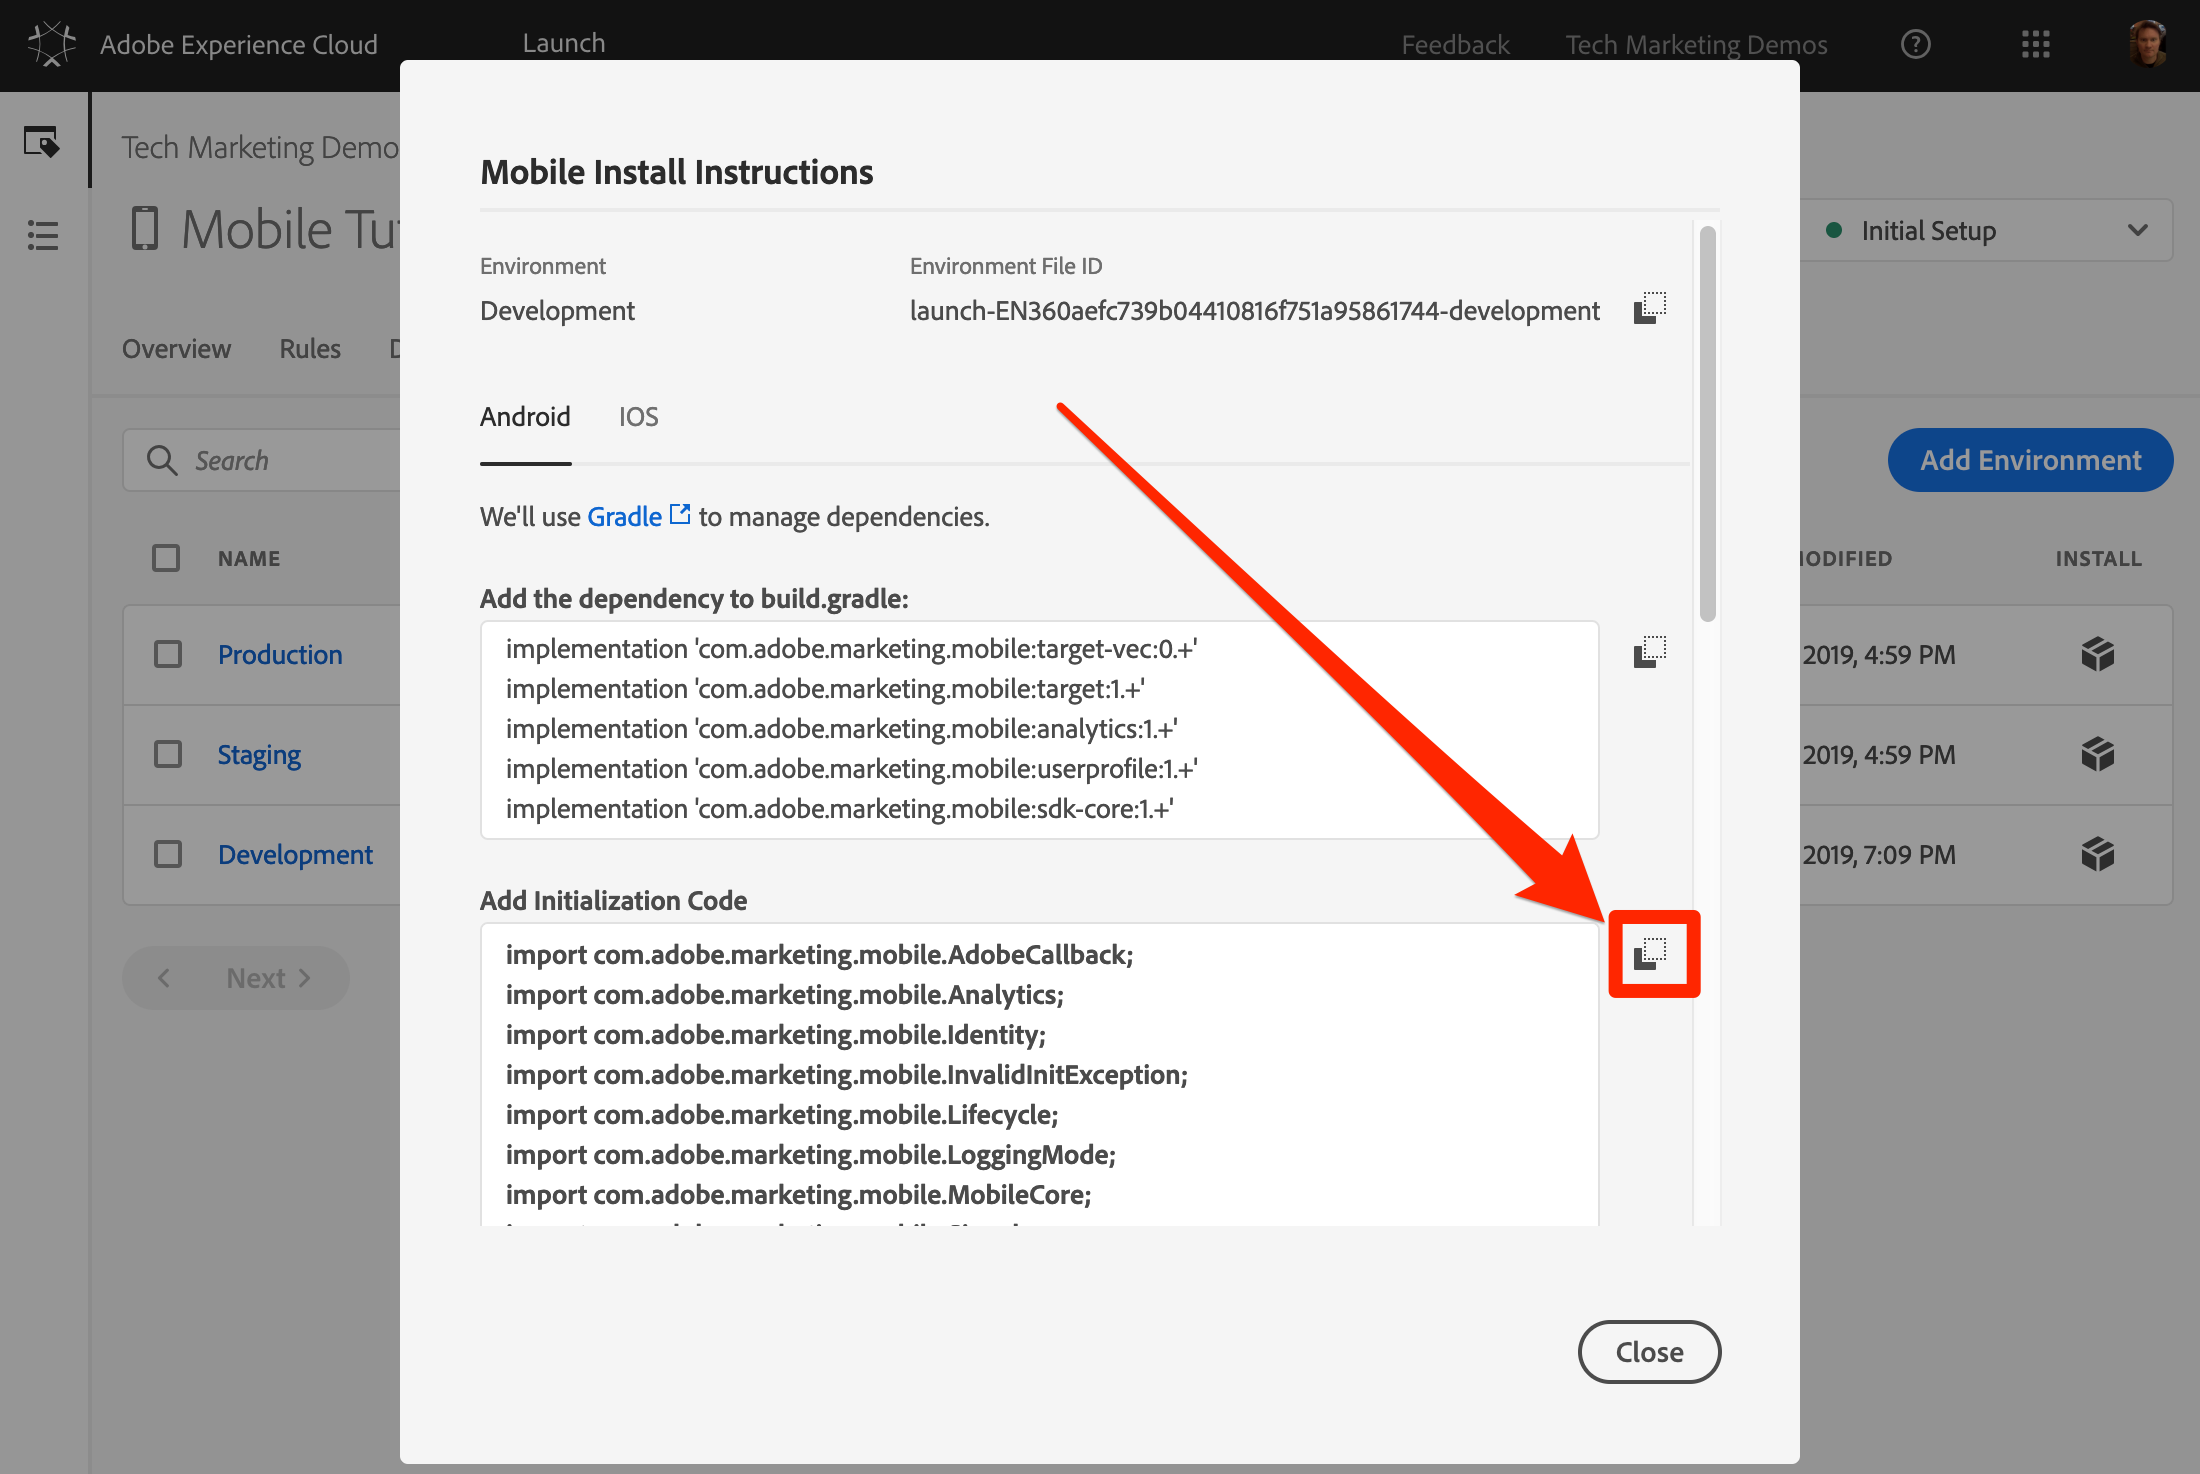 Adobe Experience Cloud
Launch
Feedback
Tech Marketing Demos
Tech Marketing Demo
Mobile Tut
Initial Setup
Overview
Rules
Search
Add Environment
NAME
MODIFIED
INSTALL
Production
2019, 4:59 PM
Staging
2019, 4:59 PM
Development
2019, 7:09 PM
Next
Mobile Install Instructions
Environment
Environment File ID
Development
launch-EN360aefc739b04410816f751a95861744-development
Android
IOS
We'll use Gradle to manage dependencies.
Add the dependency to build.gradle:
implementation 'com.adobe.marketing.mobile:target-vec:0.+'
implementation 'com.adobe.marketing.mobile:target:1.+'
implementation 'com.adobe.marketing.mobile:analytics:1.+'
implementation 'com.adobe.marketing.mobile:userprofile:1.+'
implementation 'com.adobe.marketing.mobile:sdk-core:1.+'
Add Initialization Code
import com.adobe.marketing.mobile.AdobeCallback;
import com.adobe.marketing.mobile.Analytics;
import com.adobe.marketing.mobile.Identity;
import com.adobe.marketing.mobile.InvalidInitException;
import com.adobe.marketing.mobile.Lifecycle;
import com.adobe.marketing.mobile.LoggingMode;
import com.adobe.marketing.mobile.MobileCore;
Close